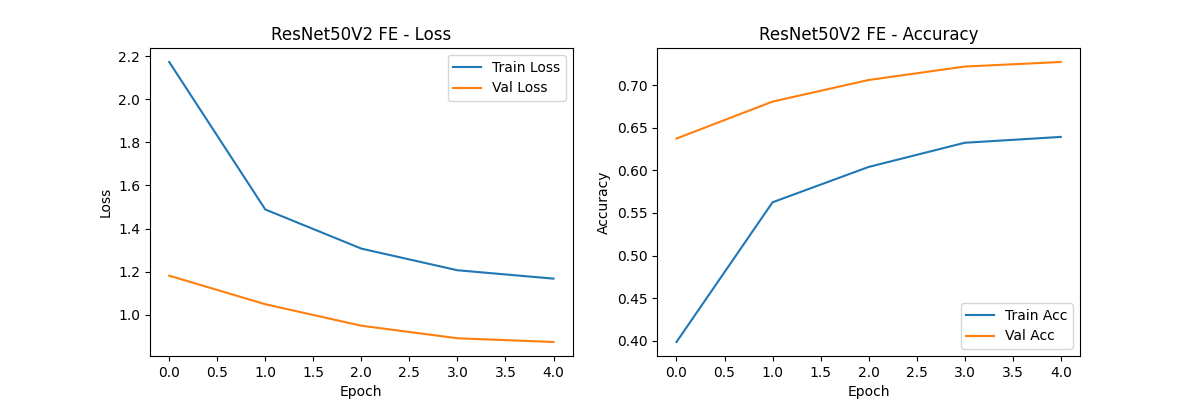 ResNet50V2 FE - Loss
2.2
2.0
1.8
1.6
1.4
1.2
1.0
Loss
Train Loss
Val Loss
0.0 0.5 1.0 1.5 2.0 2.5 3.0 3.5 4.0
Epoch
ResNet50V2 FE - Accuracy
0.70
0.65
0.60
0.55
0.50
0.45
0.40
Accuracy
Train Acc
Val Acc
0.0 0.5 1.0 1.5 2.0 2.5 3.0 3.5 4.0
Epoch